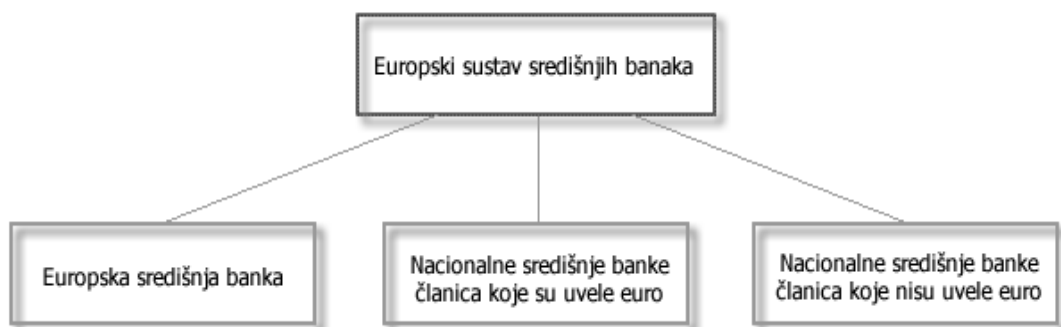 Europski sustav središnjih banaka
Europska središnja banka
Nacionalne središnje banke
članica koje su uvele euro
Nacionalne središnje banke
članica koje nisu uvele euro